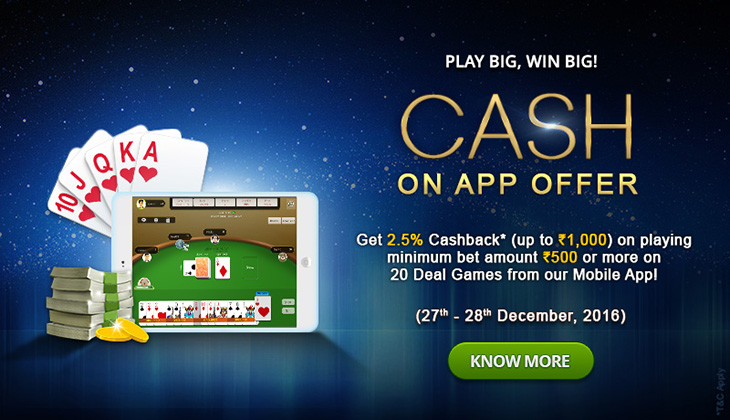 PLAY BIG, WIN BIG!
CASH
ON APP OFFER
Get 2.5% Cashback* (up to ₹1,000) on playing
minimum bet amount ₹500 or more on
20 Deal Games from our Mobile App!
(27th - 28th December, 2016)
KNOW MORE
*T&C Apply
10
J
Q
K
A